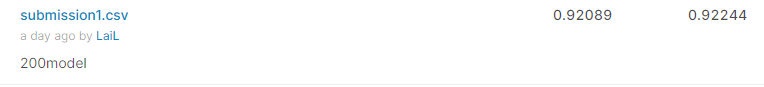 submission1.csv 0.92089 0.92244
a day ago by LaiL
200model